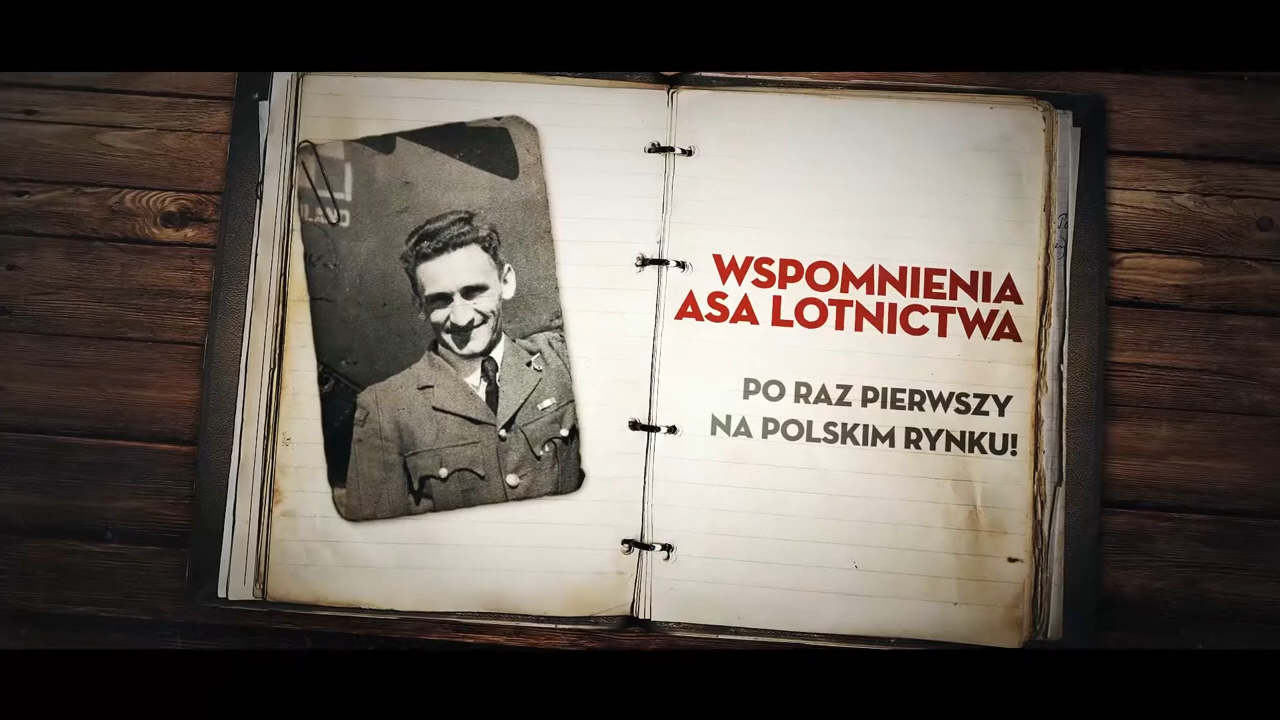 WSPOMNIENIA
ASA LOTNICTWA
PO RAZ PIERWSZY
NA POLSKIM RYNKU!